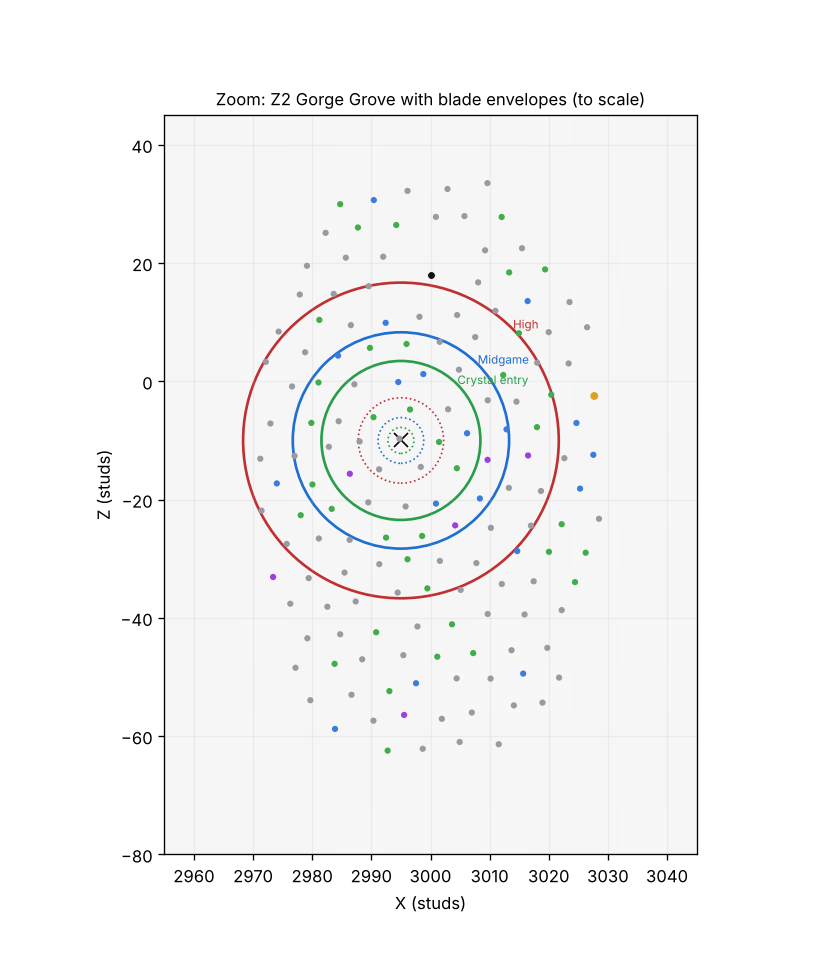 Zoom: Z2 Gorge Grove with blade envelopes (to scale)
40
20
0
−20
−40
−60
−80
Z (studs)
High
Midgame
Crystal entry
2960 2970 2980 2990 3000 3010 3020 3030 3040
X (studs)